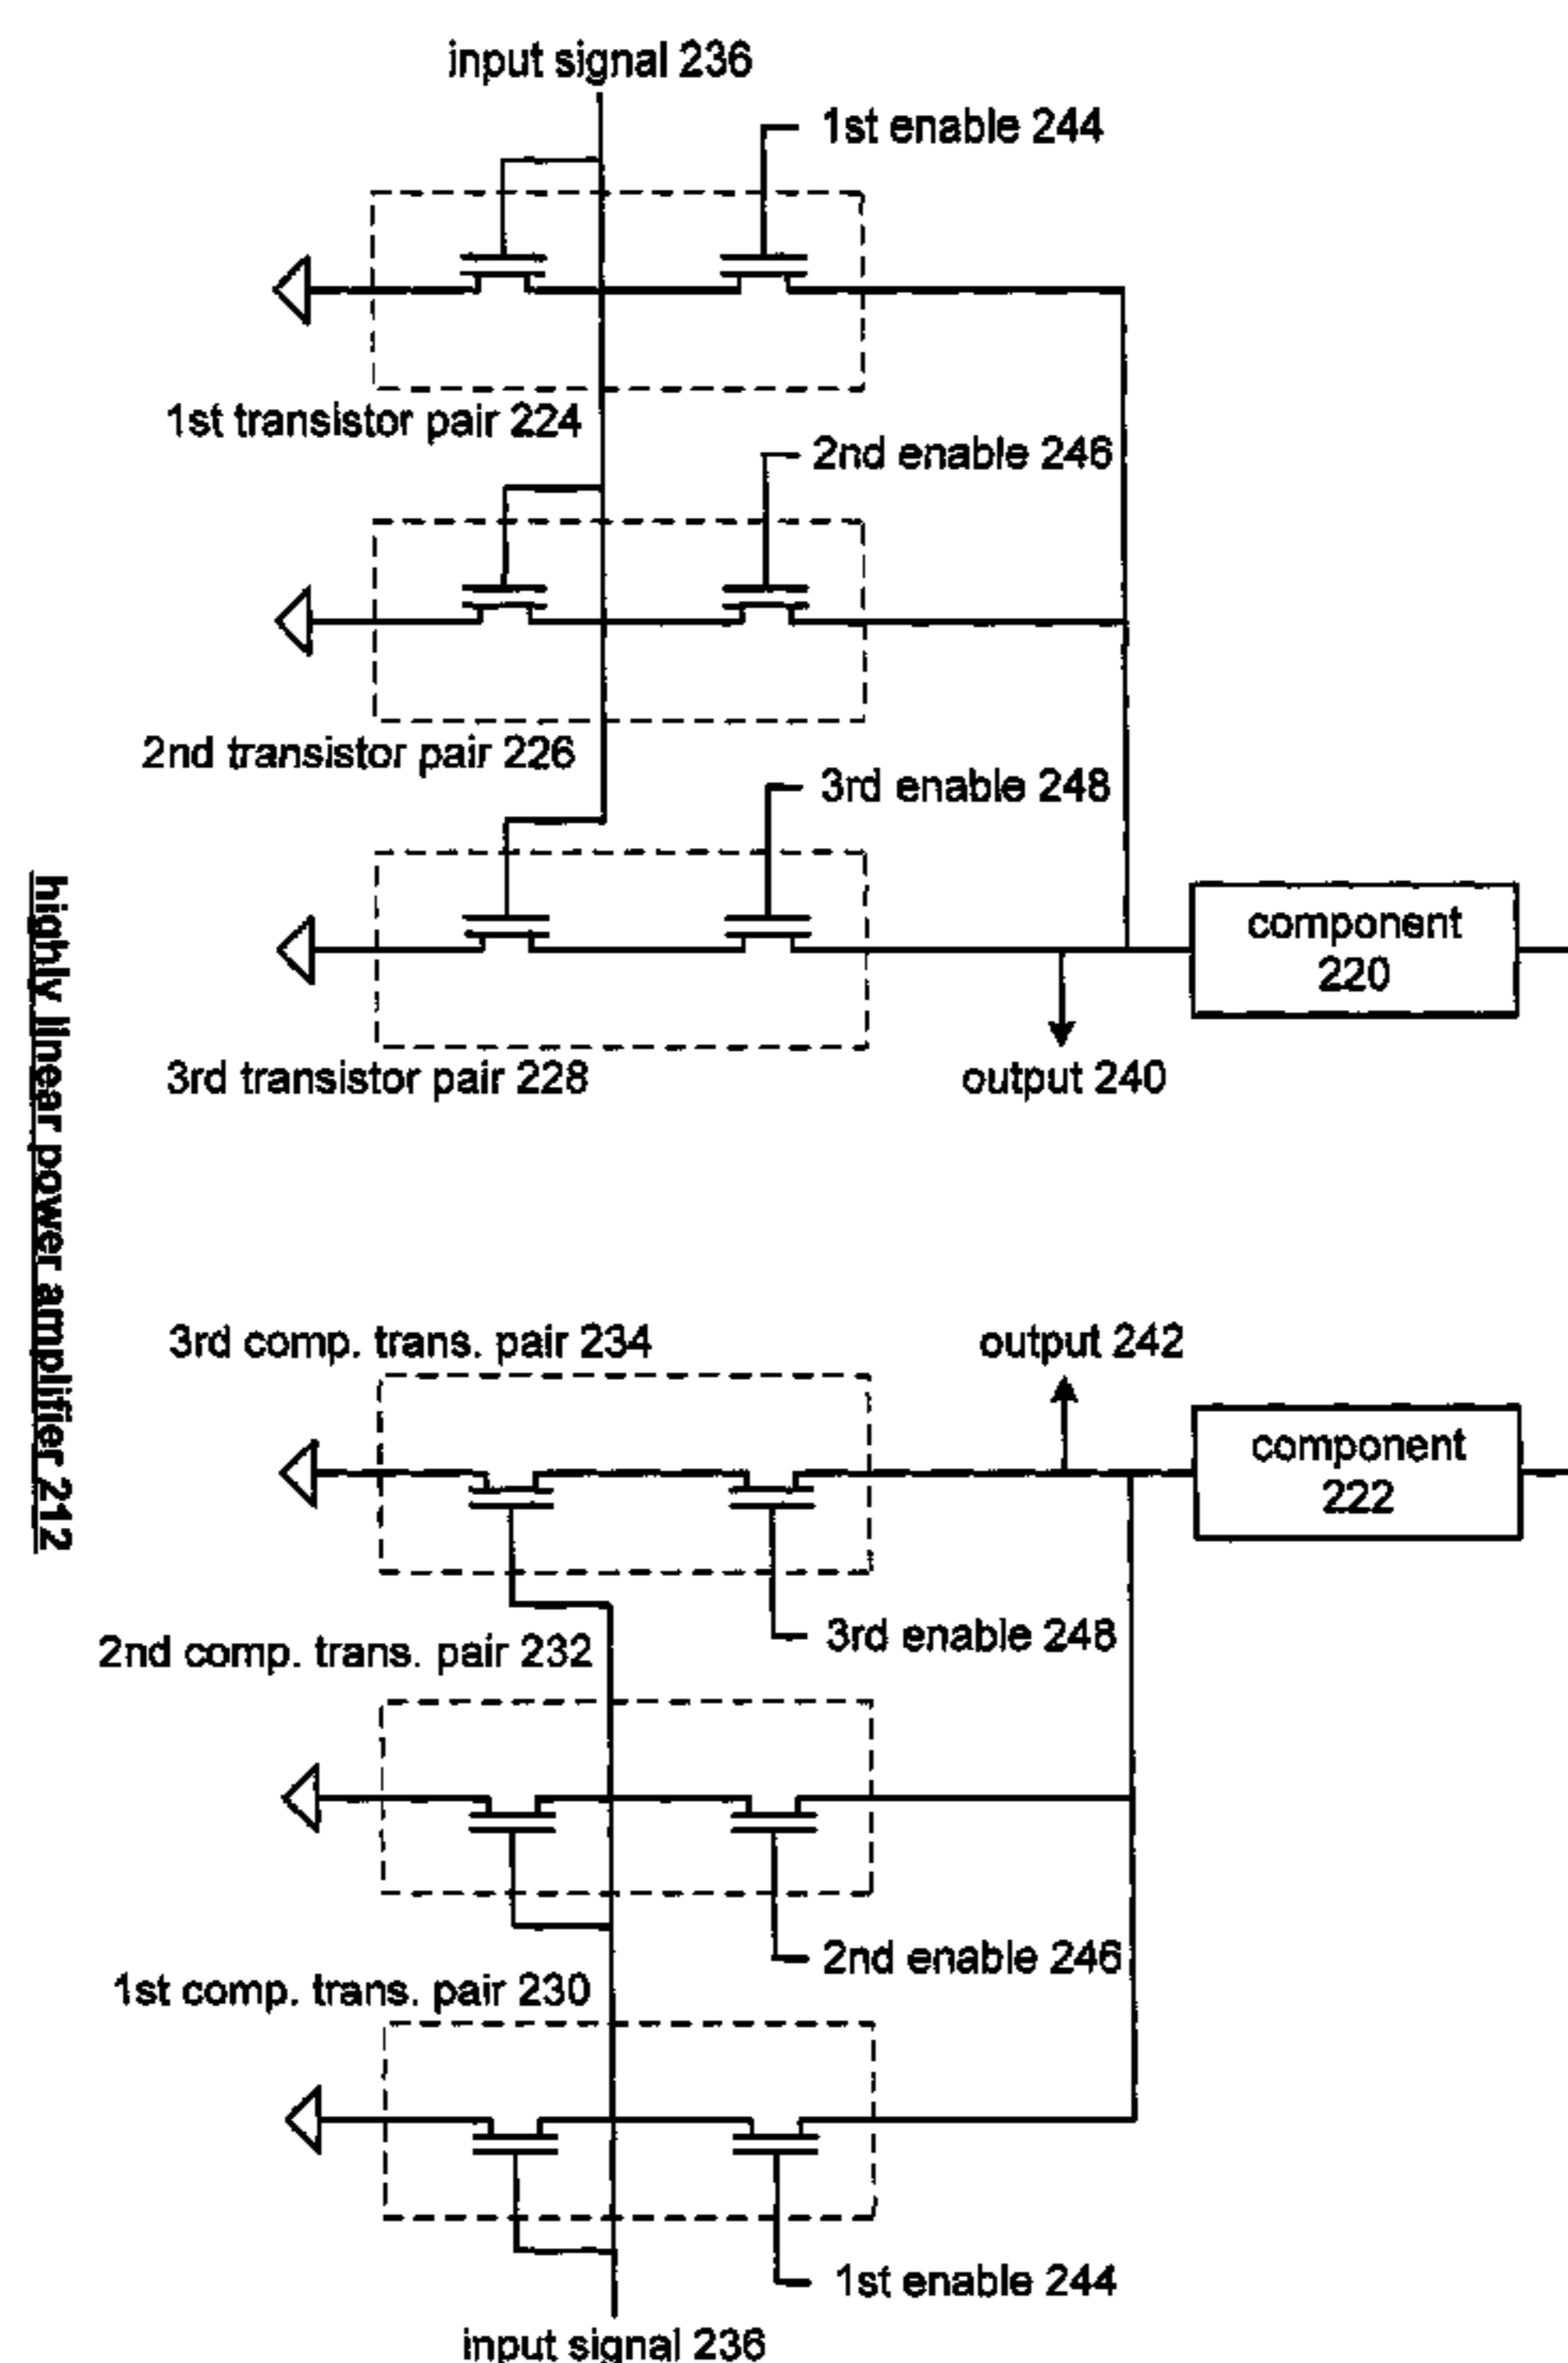 input signal 236
1st enable 244
1st transistor pair 224
2nd enable 246
2nd transistor pair 226
3rd enable 248
component
220
3rd transistor pair 228
output 240
highly linear power amplifier 212
3rd comp. trans. pair 234
output 242
component
222
3rd enable 248
2nd comp. trans. pair 232
2nd enable 246
1st comp. trans. pair 230
1st enable 244
input signal 236